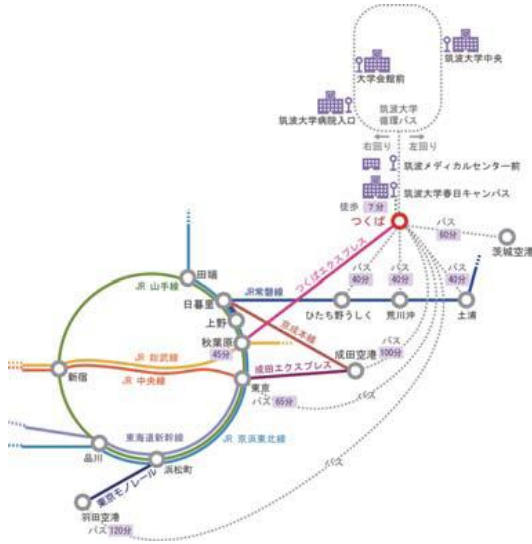 筑波大学中央
大学会館前
筑波大学病院入口
筑波大学
循環バス
右回り
左回り
筑波メディカルセンター前
筑波大学春日キャンパス
徒歩 7分
つくば
バス
60分
茨城空港
つくばエクスプレス
バス
40分
バス
40分
バス
40分
田端
JR 山手線
日暮里
JR常磐線
上野
ひたち野うしく
荒川沖
土浦
京成本線
秋葉原
45分
JR 総武線
成田空港
バス
100分
新宿
JR 中央線
成田エクスプレス
東京
バス 65分
バス
東海道新幹線
JR 京浜東北線
品川
浜松町
バス
東京モノレール
羽田空港
バス 120分